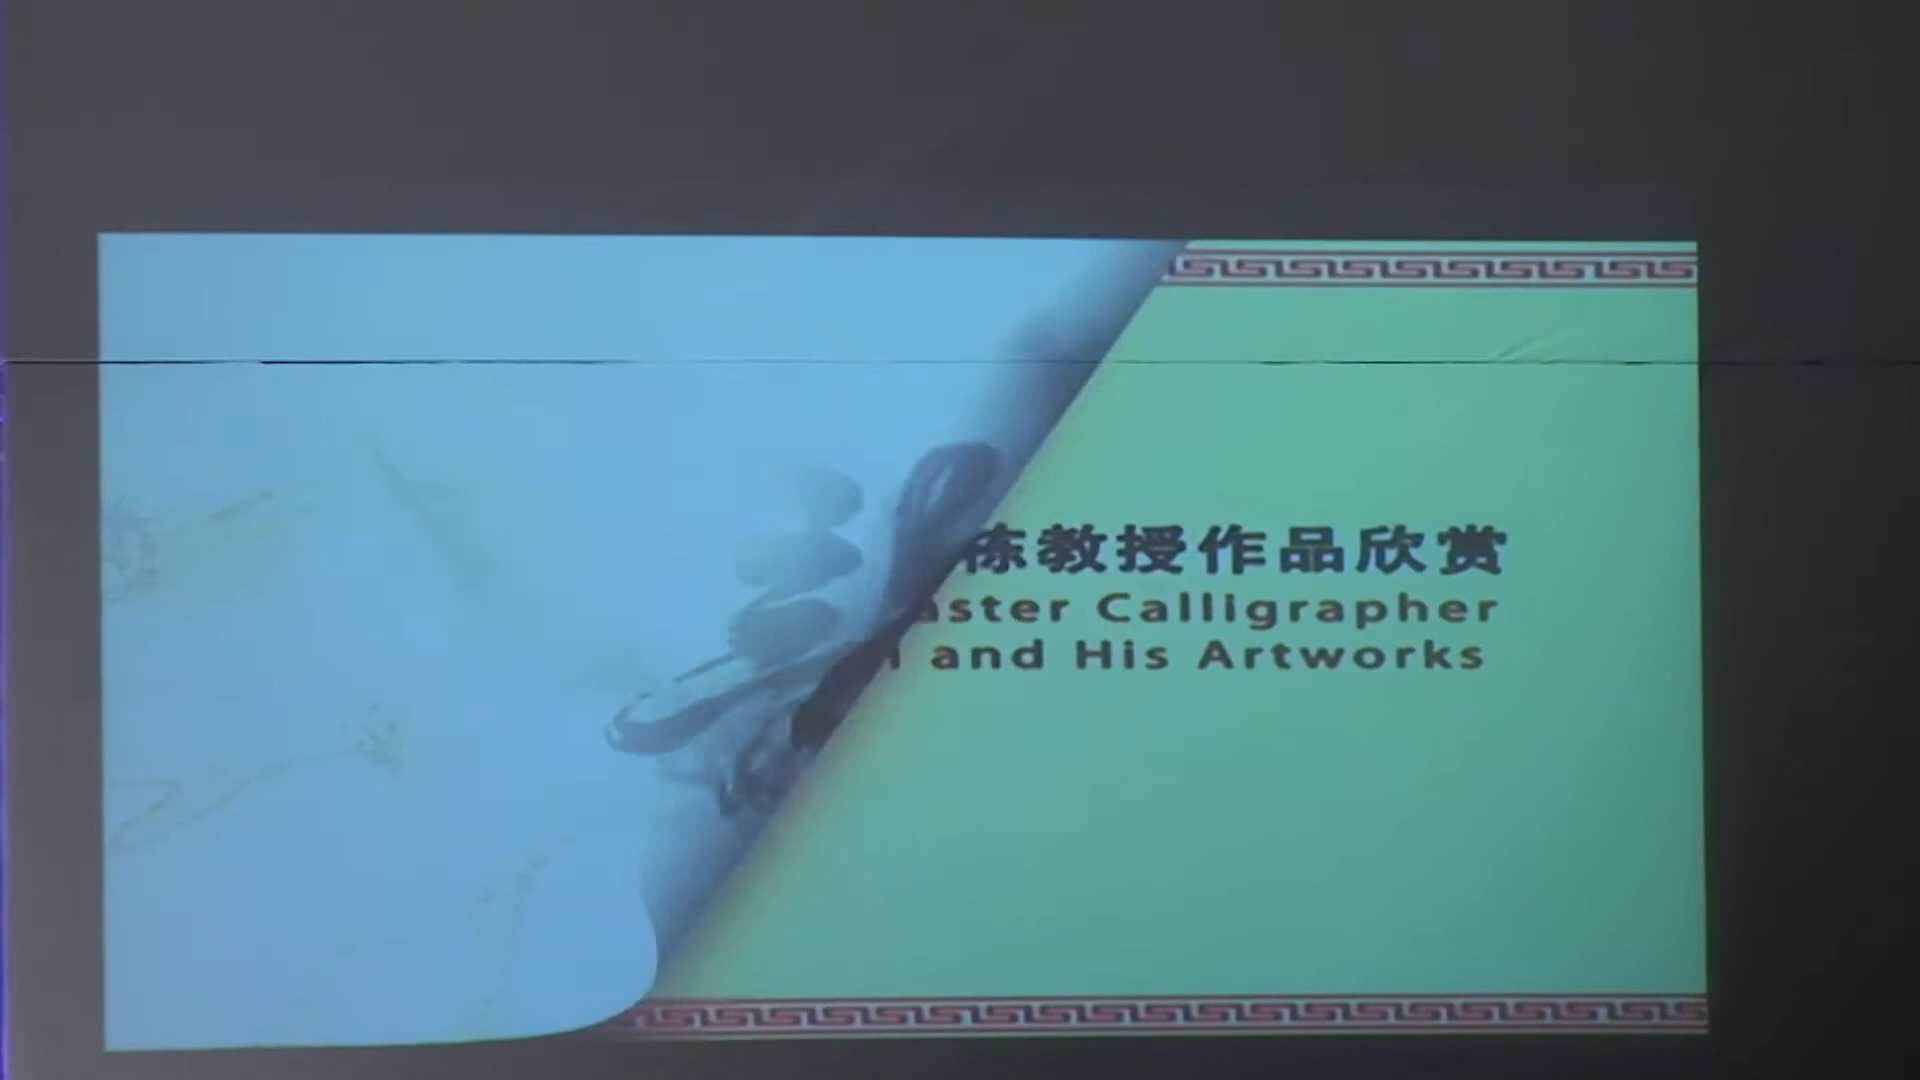 栋教授作品欣赏
aster Calligrapher
and His Artworks